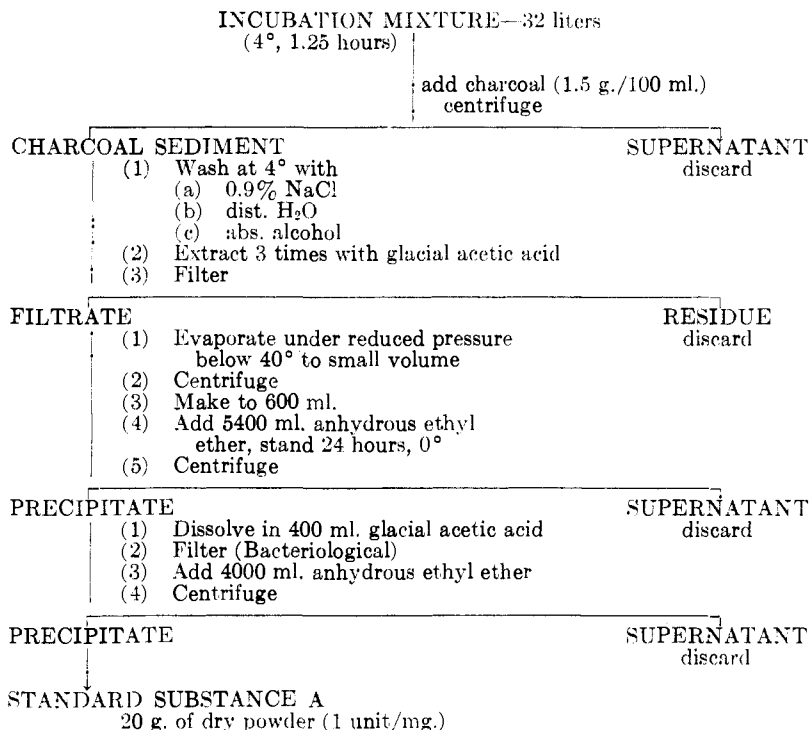 INCUBATION MIXTURE—32 liters
(4°, 1.25 hours)
add charcoal (1.5 g./100 ml.)
centrifuge
CHARCOAL SEDIMENT
SUPERNATANT
discard
(1) Wash at 4° with
(a) 0.9% NaCl
(b) dist. H₂O
(c) abs. alcohol
(2) Extract 3 times with glacial acetic acid
(3) Filter
FILTRATE
RESIDUE
discard
(1) Evaporate under reduced pressure
below 40° to small volume
(2) Centrifuge
(3) Make to 600 ml.
(4) Add 5400 ml. anhydrous ethyl
ether, stand 24 hours, 0°
(5) Centrifuge
PRECIPITATE
SUPERNATANT
discard
(1) Dissolve in 400 ml. glacial acetic acid
(2) Filter (Bacteriological)
(3) Add 4000 ml. anhydrous ethyl ether
(4) Centrifuge
PRECIPITATE
SUPERNATANT
discard
STANDARD SUBSTANCE A
20 g. of dry powder (1 unit/mg.)